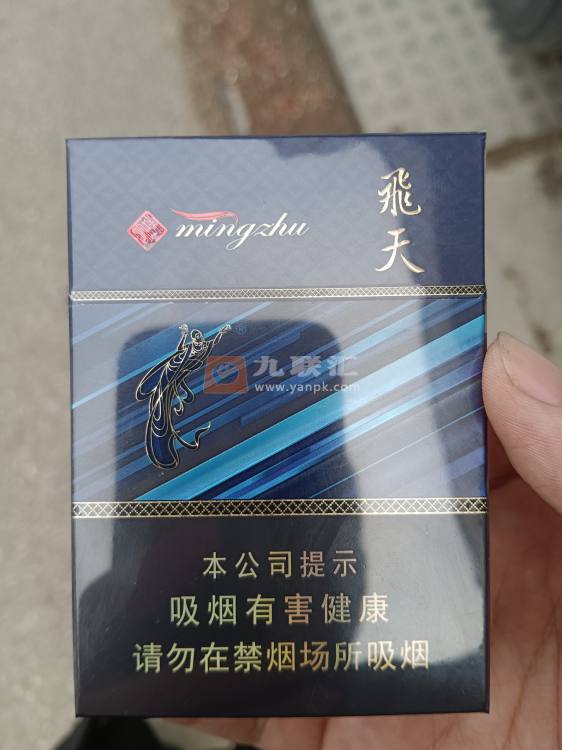 飛天
mingzhu
®
九联汇
www.yanpk.com
本公司提示
吸烟有害健康
请勿在禁烟场所吸烟